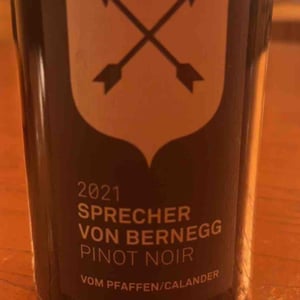 2021
SPRECHER
VON BERNEGG
PINOT NOIR
VOM PFAFFEN/CALANDER